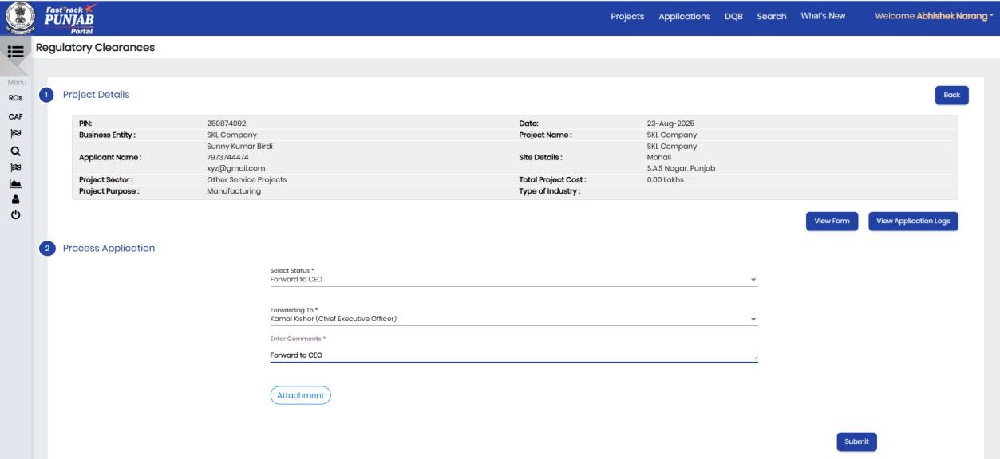 FastTrack
PUNJAB
Portal
Projects Applications DQB Search What's New Welcome Abhishek Narang
Regulatory Clearances
Menu
RCs
CAF
1 Project Details
Back
PIN: 250874092 Date: 23-Aug-2025
Business Entity : SKL Company Project Name : SKL Company
Applicant Name : Sunny Kumar Birdi
7973744474
xyz@gmail.com
Site Details : SKL Company
Mohali
S.A.S Nagar, Punjab
Project Sector : Other Service Projects Total Project Cost : 0.00 Lakhs
Project Purpose : Manufacturing Type of Industry :
View Form View Application Logs
2 Process Application
Select Status *
Forward to CEO
Forwarding To *
Kamal Kishor (Chief Executive Officer)
Enter Comments *
Forward to CEO
Attachment
Submit